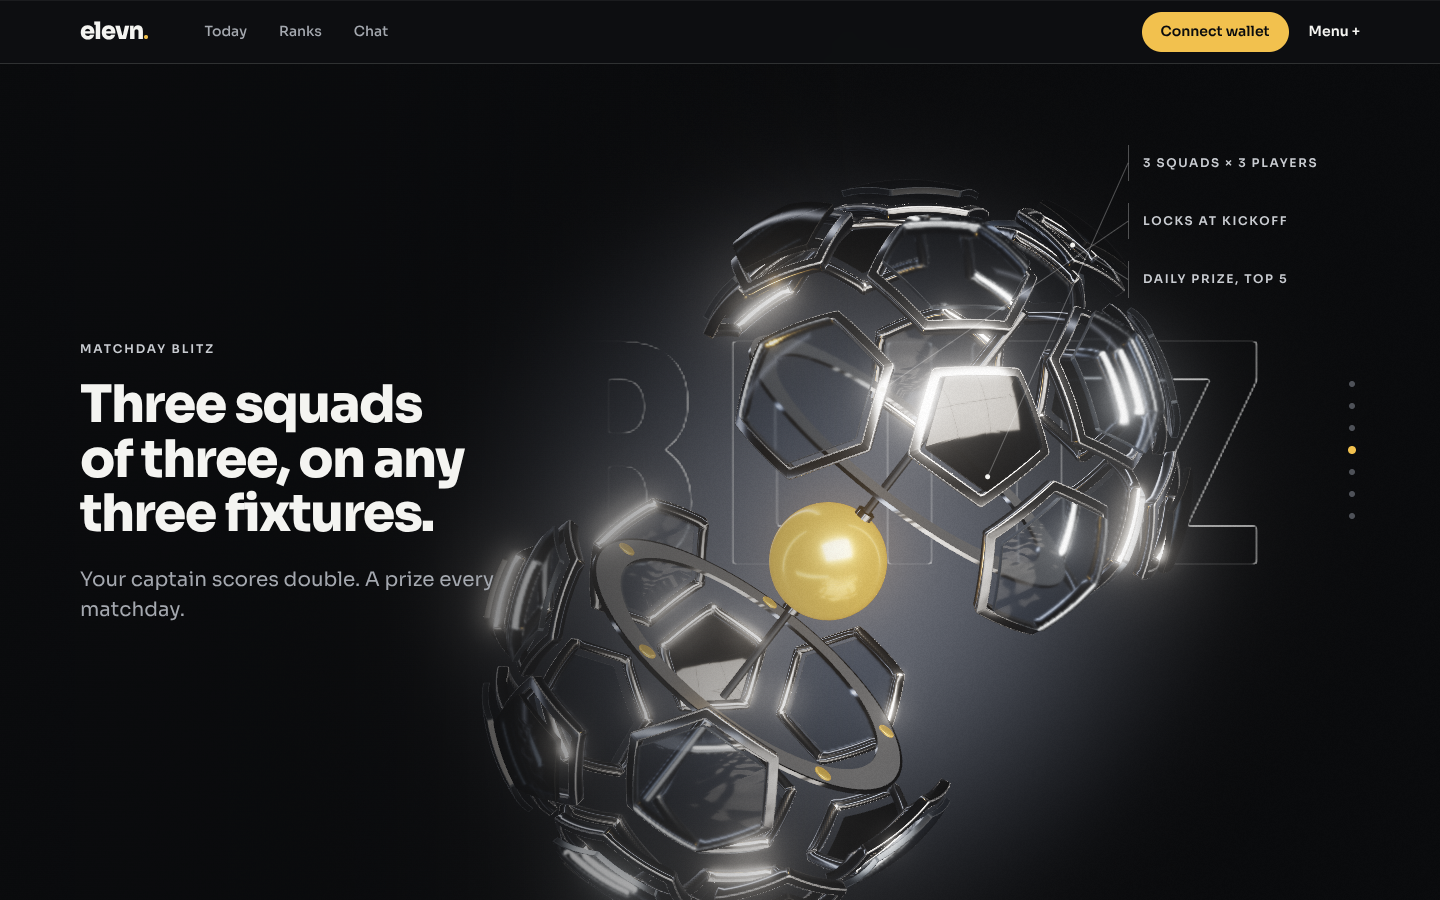 elevn.
Today
Ranks
Chat
Connect wallet
Menu +
3 SQUADS × 3 PLAYERS
LOCKS AT KICKOFF
DAILY PRIZE, TOP 5
MATCHDAY BLITZ
Three squads
of three, on any
three fixtures.
Your captain scores double. A prize every
matchday.
BLITZ